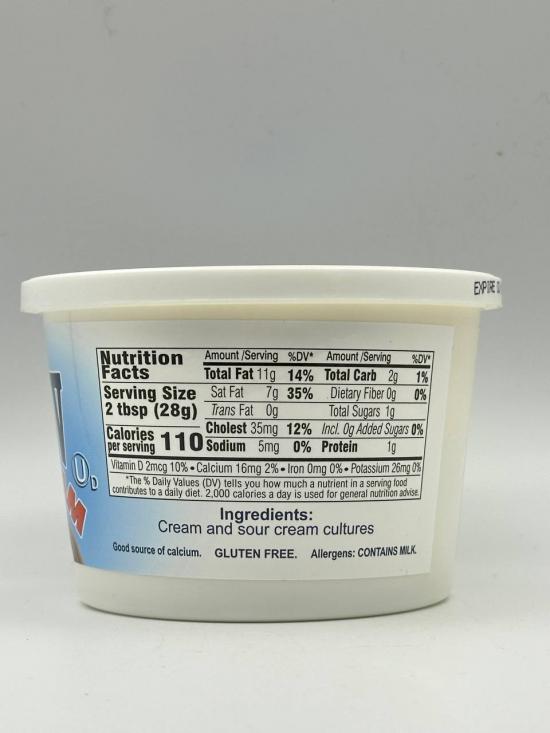 EXPIRE
Nutrition
Facts
Serving Size
2 tbsp (28g)
Calories
per serving 110
Amount /Serving %DV* Amount /Serving %DV*
Total Fat 11g 14% Total Carb 2g 1%
Sat Fat 7g 35% Dietary Fiber 0g 0%
Trans Fat 0g Total Sugars 1g
Cholest 35mg 12% Incl. 0g Added Sugars 0%
Sodium 5mg 0% Protein 1g
Vitamin D 2mcg 10% • Calcium 16mg 2% • Iron 0mg 0% • Potassium 26mg 0%
*The % Daily Values (DV) tells you how much a nutrient in a serving food
contributes to a daily diet. 2,000 calories a day is used for general nutrition advise.
Ingredients:
Cream and sour cream cultures
Good source of calcium. GLUTEN FREE. Allergens: CONTAINS MILK.
U D
M